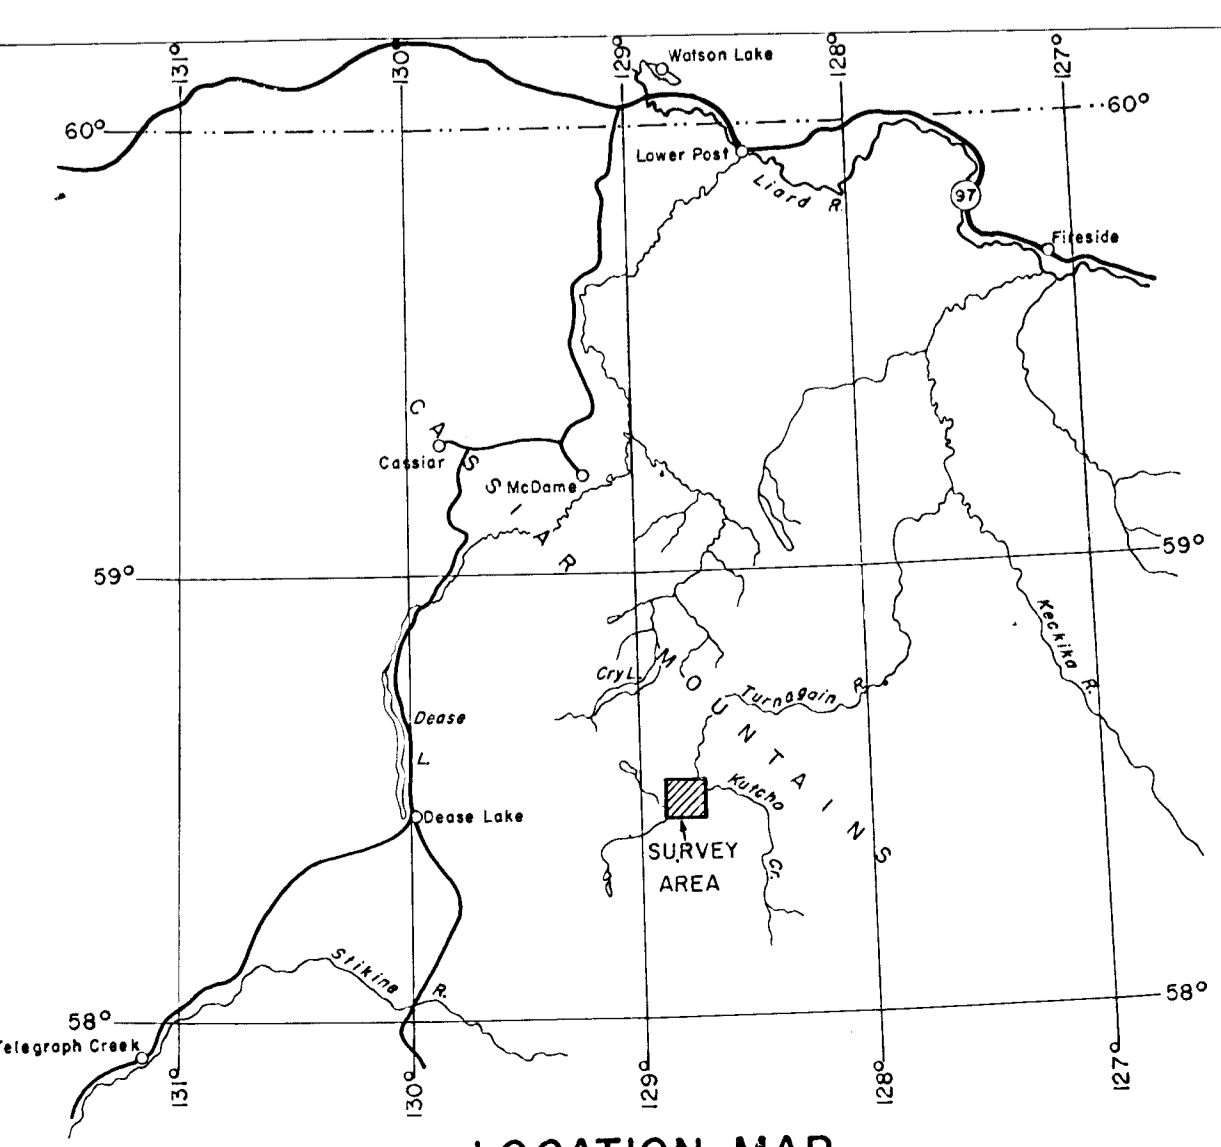 131°
130°
129°
128°
127°
Watson Lake
60°
60°
Lower Post
Liard R.
97
Fireside
CASSIAR
Cassiar
McDame
59°
59°
Kechika R.
Cry L.
MOUNTAINS
Turnagain R.
Dease
L.
Kutcho
Cr.
Dease Lake
SURVEY
AREA
Stikine R.
58°
58°
Telegraph Creek
131°
130°
129°
128°
127°
LOCATION MAP